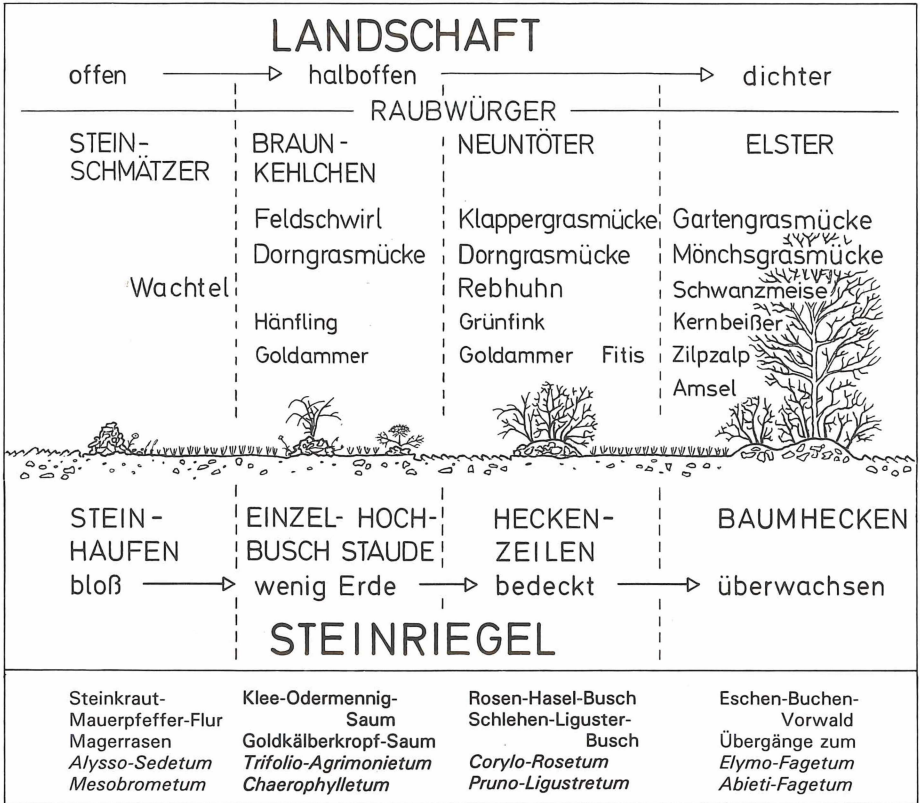 LANDSCHAFT
offen halboffen dichter
RAUBWÜRGER
STEIN-
SCHMÄTZER
BRAUN-
KEHLCHEN
NEUNTÖTER
ELSTER
Feldschwirl Klappergrasmücke Gartengrasmücke
Dorngrasmücke Dorngrasmücke Mönchsgrasmücke
Wachtel Rebhuhn Schwanzmeise
Hänfling Grünfink Kernbeißer
Goldammer Goldammer Fitis Zilpzalp
Amsel
STEIN-
HAUFEN
EINZEL- HOCH-
BUSCH STAUDE
HECKEN-
ZEILEN
BAUMHECKEN
bloß wenig Erde bedeckt überwachsen
STEINRIEGEL
Steinkraut-
Mauerpfeffer-Flur
Magerrasen
Alysso-Sedetum
Mesobrometum
Klee-Odermennig-
Saum
Goldkälberkropf-Saum
Trifolio-Agrimonietum
Chaerophylletum
Rosen-Hasel-Busch
Schlehen-Liguster-
Busch
Corylo-Rosetum
Pruno-Ligustretum
Eschen-Buchen-
Vorwald
Übergänge zum
Elymo-Fagetum
Abieti-Fagetum